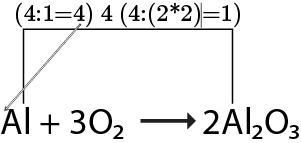 (4:1=4) 4 (4:(2*2)=1)
Al + 3O₂ ⟶ 2Al₂O₃